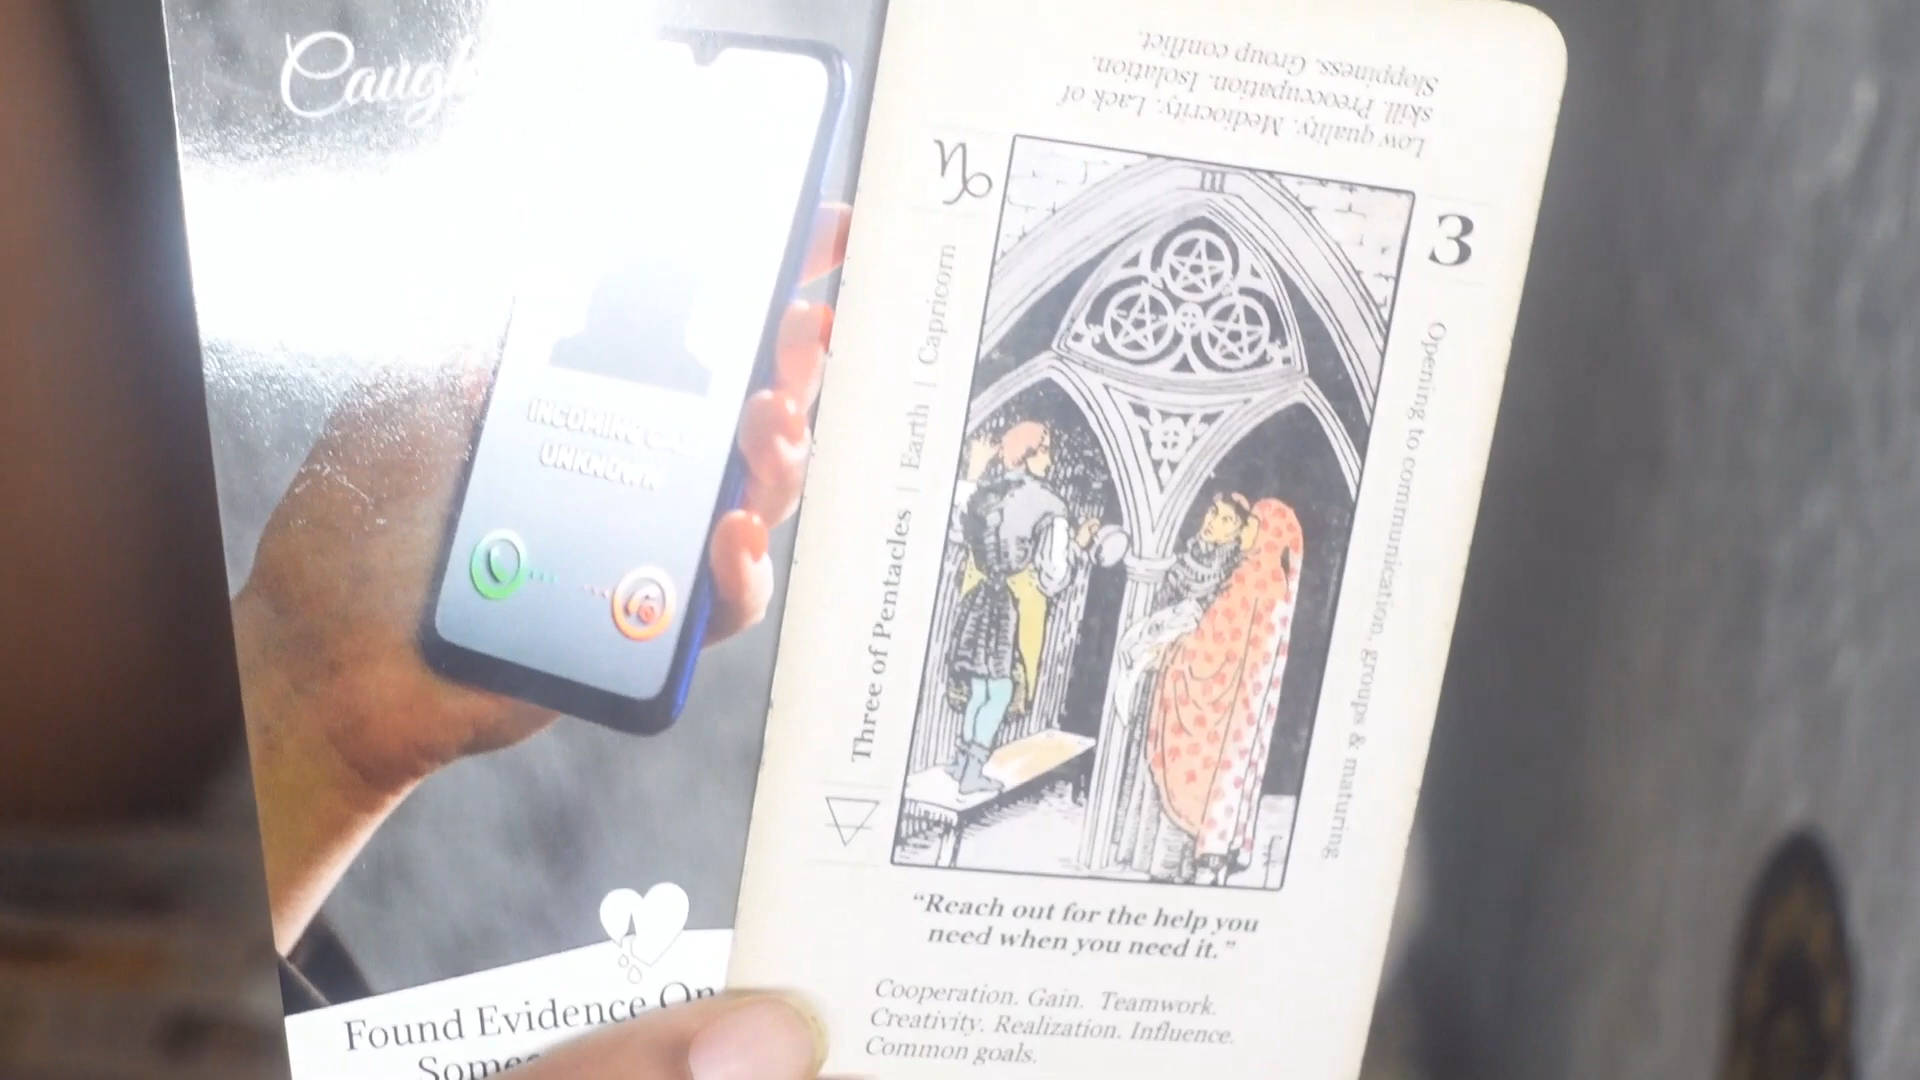 INCOMING
UNKNOWN
Found Evidence On
Low quality. Mediocrity. Lack of
skill. Preoccupation. Isolation.
Sloppiness. Group conflict.
III
3
Three of Pentacles | Earth | Capricorn
Opening to communication, groups & maturing
“Reach out for the help you
need when you need it.”
Cooperation. Gain. Teamwork.
Creativity. Realization. Influence.
Common goals.